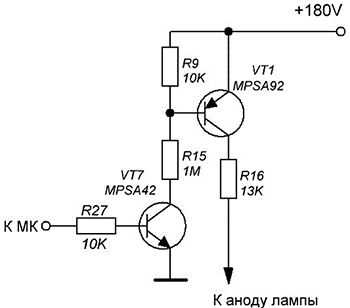 +180V
R9
10K
VT1
MPSA92
R15
1M
VT7
MPSA42
R16
13K
К МК
R27
10K
К аноду лампы